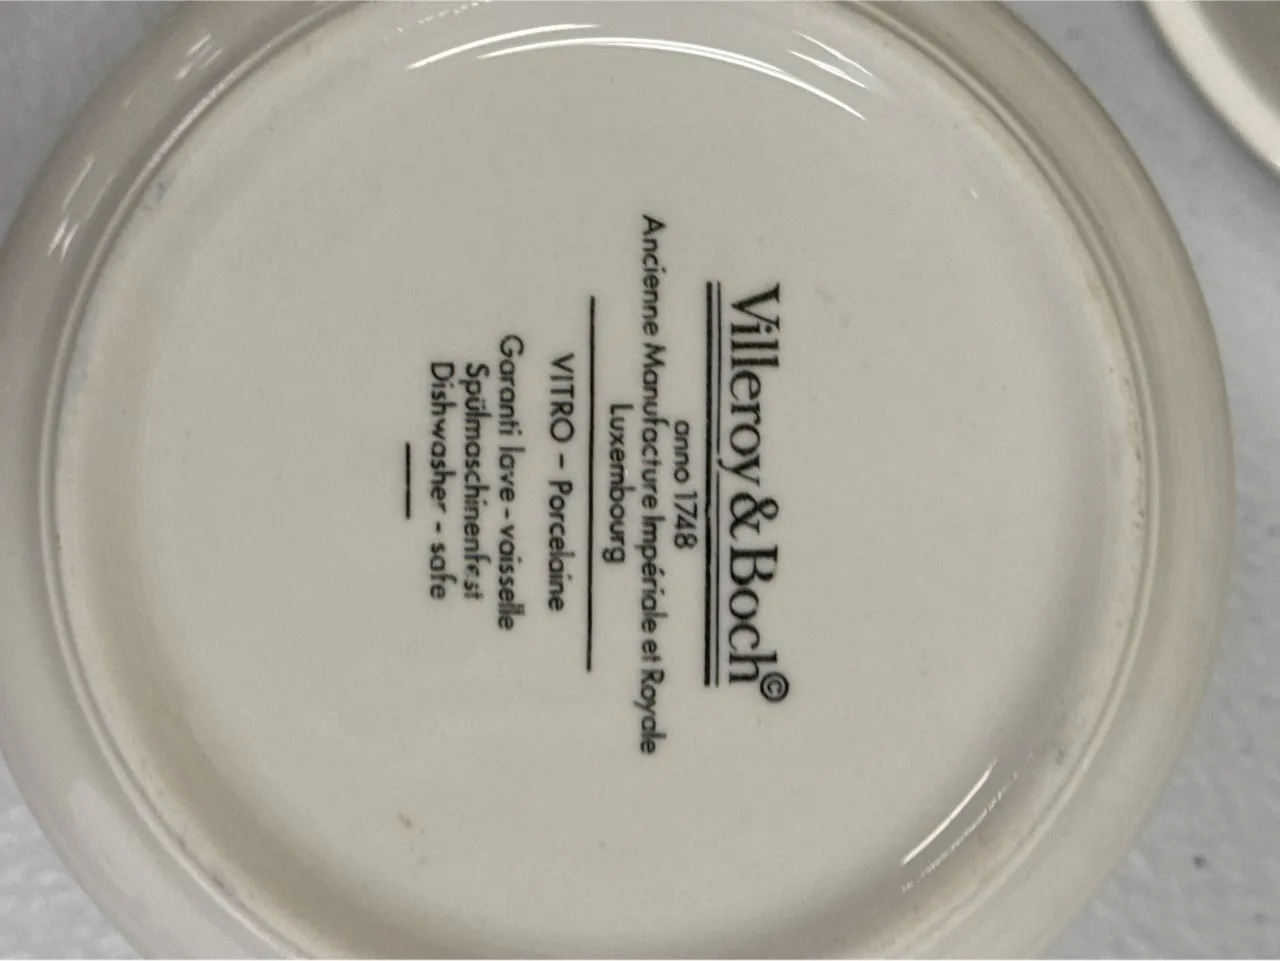 Villeroy & Boch©
anno 1748
Ancienne Manufacture Impériale et Royale
Luxembourg
VITRO – Porcelaine
Garanti lave - vaisselle
Spülmaschinenfest
Dishwasher - safe